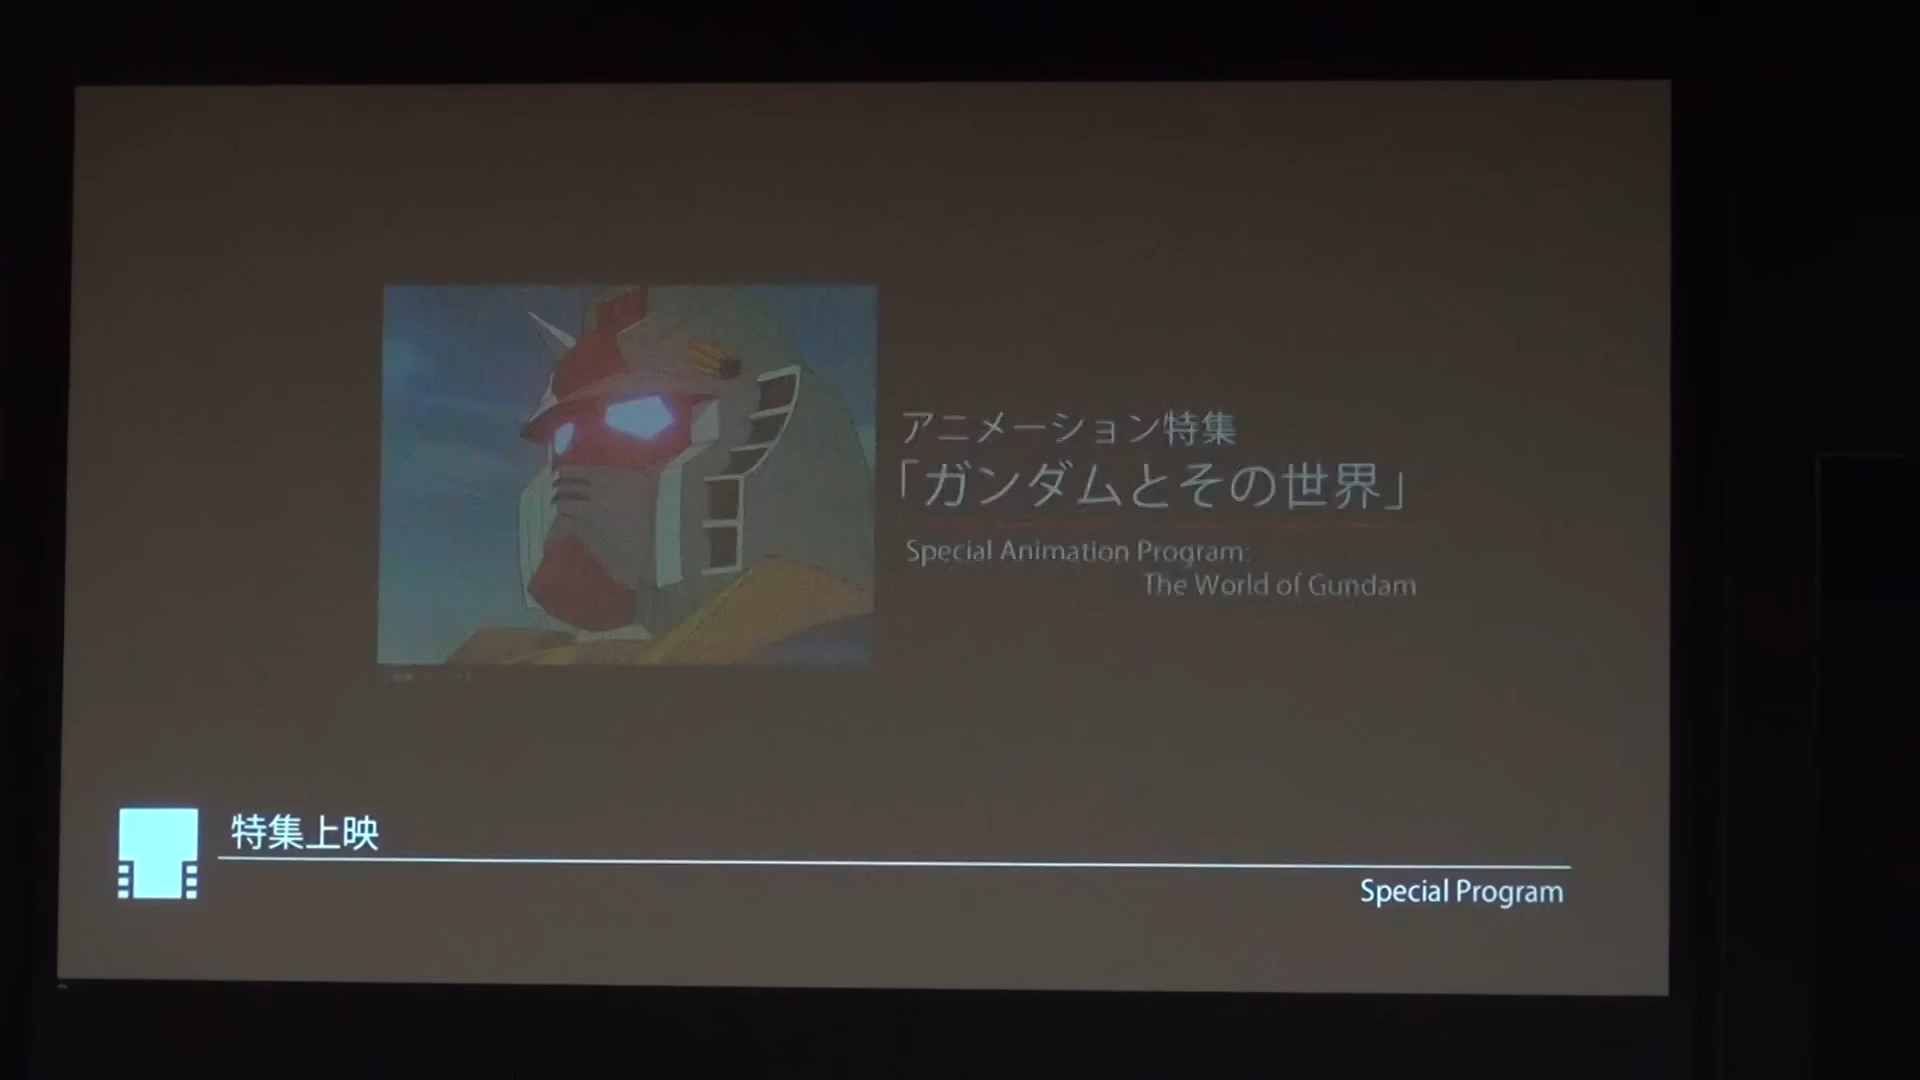 アニメーション特集
「ガンダムとその世界」
Special Animation Program:
The World of Gundam
特集上映
Special Program